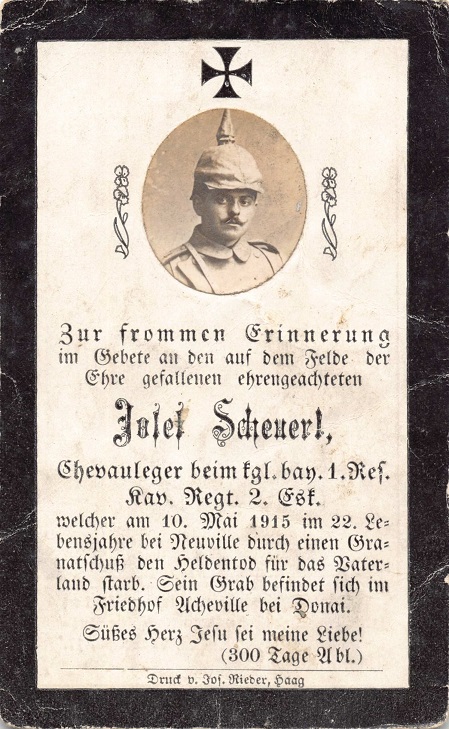 Zur frommen Erinnerung
im Gebete an den auf dem Felde der
Ehre gefallenen ehrengeachteten
Josef Scheuerl,
Chevauleger beim kgl. bay. 1. Res.
Kav. Regt. 2. Esk.
welcher am 10. Mai 1915 im 22. Le-
bensjahre bei Neuville durch einen Gra-
natschuß den Heldentod für das Vater-
land starb. Sein Grab befindet sich im
Friedhof Acheville bei Donai.
Süßes Herz Jesu sei meine Liebe!
(300 Tage Abl.)
Druck v. Jos. Rieder, Haag